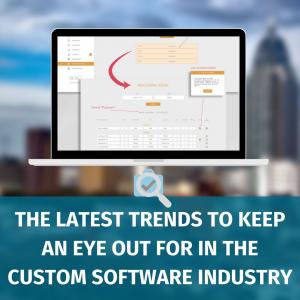 THE LATEST TRENDS TO KEEP
AN EYE OUT FOR IN THE
CUSTOM SOFTWARE INDUSTRY